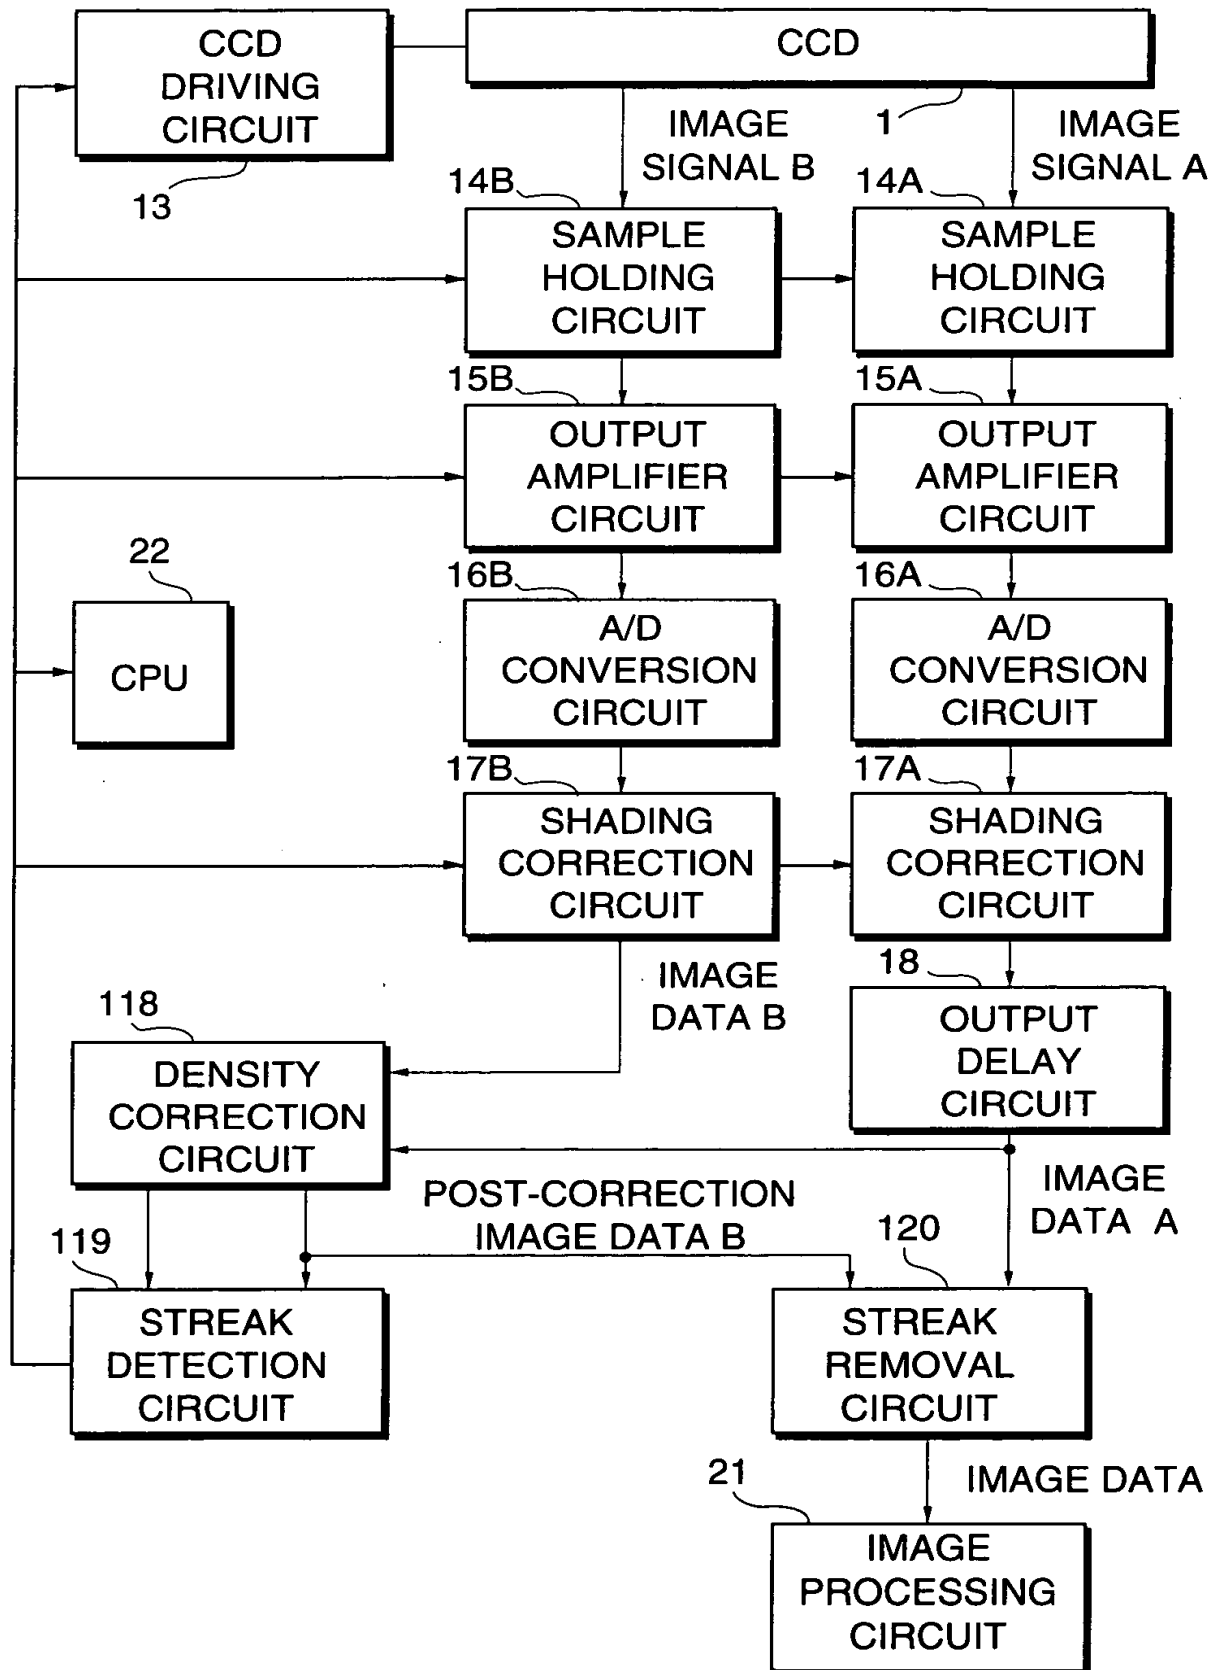 CCD
DRIVING
CIRCUIT
13
CCD
1
IMAGE
SIGNAL B
IMAGE
SIGNAL A
14B
SAMPLE
HOLDING
CIRCUIT
14A
SAMPLE
HOLDING
CIRCUIT
15B
OUTPUT
AMPLIFIER
CIRCUIT
15A
OUTPUT
AMPLIFIER
CIRCUIT
22
CPU
16B
A/D
CONVERSION
CIRCUIT
16A
A/D
CONVERSION
CIRCUIT
17B
SHADING
CORRECTION
CIRCUIT
17A
SHADING
CORRECTION
CIRCUIT
IMAGE
DATA B
18
OUTPUT
DELAY
CIRCUIT
118
DENSITY
CORRECTION
CIRCUIT
POST-CORRECTION
IMAGE DATA B
IMAGE
DATA A
119
STREAK
DETECTION
CIRCUIT
120
STREAK
REMOVAL
CIRCUIT
IMAGE DATA
21
IMAGE
PROCESSING
CIRCUIT